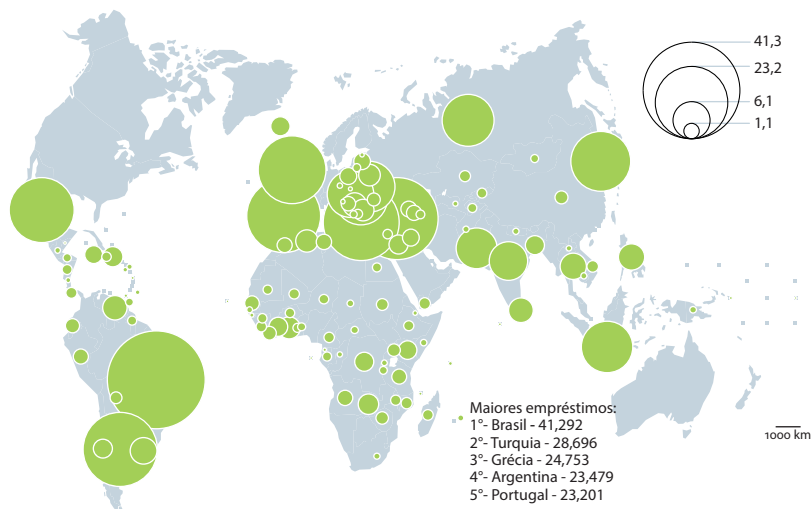 41,3
23,2
6,1
1,1
Maiores empréstimos:
1°- Brasil - 41,292
2°- Turquia - 28,696
3°- Grécia - 24,753
4°- Argentina - 23,479
5°- Portugal - 23,201
1000 km